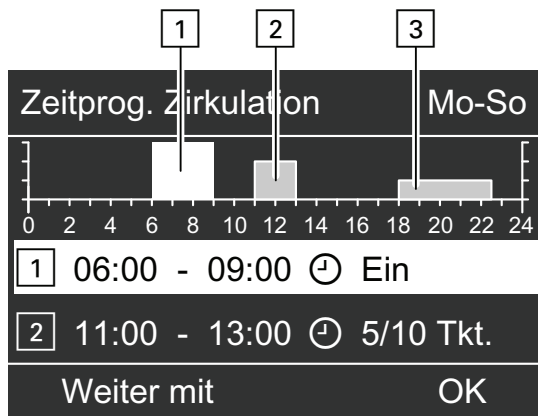 1 2 3
Zeitprog. Zirkulation Mo-So
0 2 4 6 8 10 12 14 16 18 20 22 24
1 06:00 - 09:00 Ein
2 11:00 - 13:00 5/10 Tkt.
Weiter mit OK